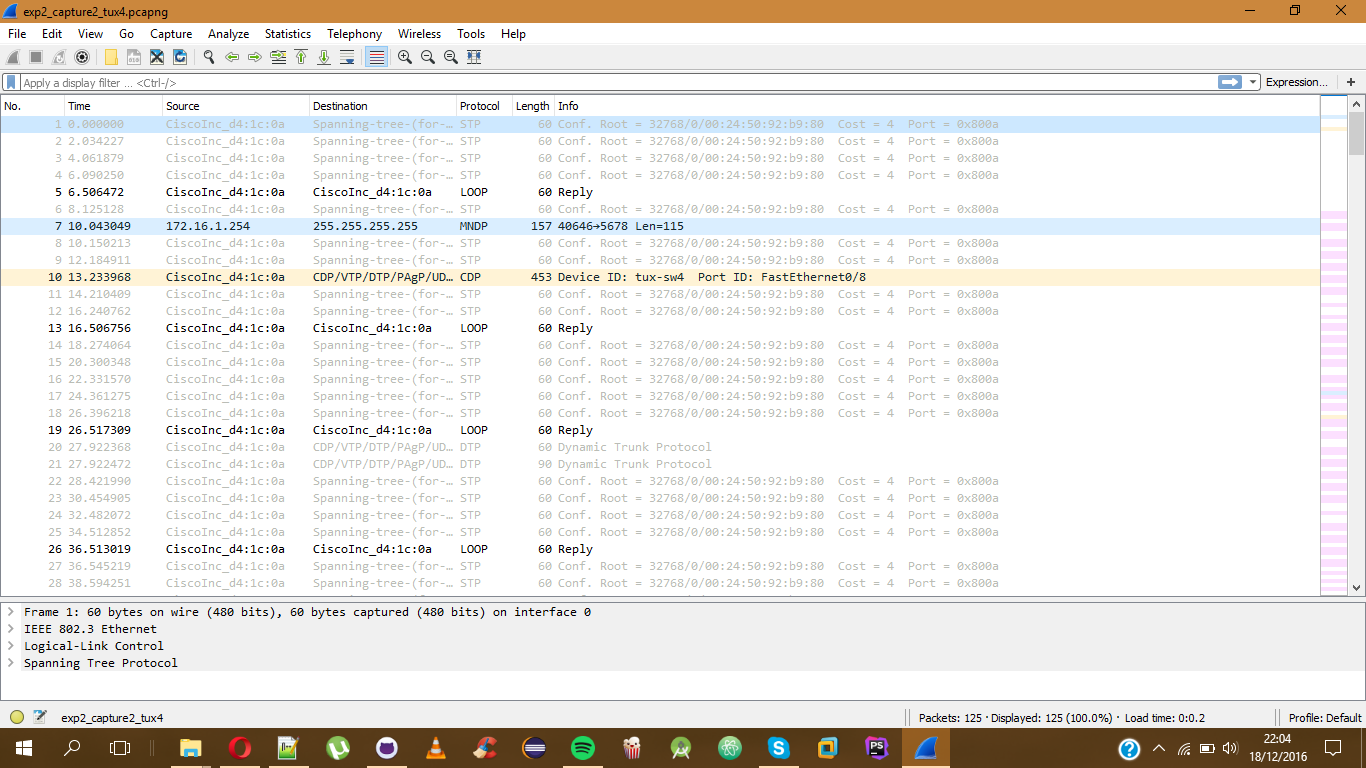 exp2_capture2_tux4.pcapng
File Edit View Go Capture Analyze Statistics Telephony Wireless Tools Help
Apply a display filter ... <Ctrl-/> Expression... +
No. Time Source Destination Protocol Length Info
1 0.000000 CiscoInc_d4:1c:0a Spanning-tree-(for-… STP 60 Conf. Root = 32768/0/00:24:50:92:b9:80 Cost = 4 Port = 0x800a
2 2.034227 CiscoInc_d4:1c:0a Spanning-tree-(for-… STP 60 Conf. Root = 32768/0/00:24:50:92:b9:80 Cost = 4 Port = 0x800a
3 4.061879 CiscoInc_d4:1c:0a Spanning-tree-(for-… STP 60 Conf. Root = 32768/0/00:24:50:92:b9:80 Cost = 4 Port = 0x800a
4 6.090250 CiscoInc_d4:1c:0a Spanning-tree-(for-… STP 60 Conf. Root = 32768/0/00:24:50:92:b9:80 Cost = 4 Port = 0x800a
5 6.506472 CiscoInc_d4:1c:0a CiscoInc_d4:1c:0a LOOP 60 Reply
6 8.125128 CiscoInc_d4:1c:0a Spanning-tree-(for-… STP 60 Conf. Root = 32768/0/00:24:50:92:b9:80 Cost = 4 Port = 0x800a
7 10.043049 172.16.1.254 255.255.255.255 MNDP 157 40646→5678 Len=115
8 10.150213 CiscoInc_d4:1c:0a Spanning-tree-(for-… STP 60 Conf. Root = 32768/0/00:24:50:92:b9:80 Cost = 4 Port = 0x800a
9 12.184911 CiscoInc_d4:1c:0a Spanning-tree-(for-… STP 60 Conf. Root = 32768/0/00:24:50:92:b9:80 Cost = 4 Port = 0x800a
10 13.233968 CiscoInc_d4:1c:0a CDP/VTP/DTP/PAgP/UD… CDP 453 Device ID: tux-sw4 Port ID: FastEthernet0/8
11 14.210409 CiscoInc_d4:1c:0a Spanning-tree-(for-… STP 60 Conf. Root = 32768/0/00:24:50:92:b9:80 Cost = 4 Port = 0x800a
12 16.240762 CiscoInc_d4:1c:0a Spanning-tree-(for-… STP 60 Conf. Root = 32768/0/00:24:50:92:b9:80 Cost = 4 Port = 0x800a
13 16.506756 CiscoInc_d4:1c:0a CiscoInc_d4:1c:0a LOOP 60 Reply
14 18.274064 CiscoInc_d4:1c:0a Spanning-tree-(for-… STP 60 Conf. Root = 32768/0/00:24:50:92:b9:80 Cost = 4 Port = 0x800a
15 20.300348 CiscoInc_d4:1c:0a Spanning-tree-(for-… STP 60 Conf. Root = 32768/0/00:24:50:92:b9:80 Cost = 4 Port = 0x800a
16 22.331570 CiscoInc_d4:1c:0a Spanning-tree-(for-… STP 60 Conf. Root = 32768/0/00:24:50:92:b9:80 Cost = 4 Port = 0x800a
17 24.361275 CiscoInc_d4:1c:0a Spanning-tree-(for-… STP 60 Conf. Root = 32768/0/00:24:50:92:b9:80 Cost = 4 Port = 0x800a
18 26.396218 CiscoInc_d4:1c:0a Spanning-tree-(for-… STP 60 Conf. Root = 32768/0/00:24:50:92:b9:80 Cost = 4 Port = 0x800a
19 26.517309 CiscoInc_d4:1c:0a CiscoInc_d4:1c:0a LOOP 60 Reply
20 27.922368 CiscoInc_d4:1c:0a CDP/VTP/DTP/PAgP/UD… DTP 60 Dynamic Trunk Protocol
21 27.922472 CiscoInc_d4:1c:0a CDP/VTP/DTP/PAgP/UD… DTP 90 Dynamic Trunk Protocol
22 28.421990 CiscoInc_d4:1c:0a Spanning-tree-(for-… STP 60 Conf. Root = 32768/0/00:24:50:92:b9:80 Cost = 4 Port = 0x800a
23 30.454905 CiscoInc_d4:1c:0a Spanning-tree-(for-… STP 60 Conf. Root = 32768/0/00:24:50:92:b9:80 Cost = 4 Port = 0x800a
24 32.482072 CiscoInc_d4:1c:0a Spanning-tree-(for-… STP 60 Conf. Root = 32768/0/00:24:50:92:b9:80 Cost = 4 Port = 0x800a
25 34.512852 CiscoInc_d4:1c:0a Spanning-tree-(for-… STP 60 Conf. Root = 32768/0/00:24:50:92:b9:80 Cost = 4 Port = 0x800a
26 36.513019 CiscoInc_d4:1c:0a CiscoInc_d4:1c:0a LOOP 60 Reply
27 36.545219 CiscoInc_d4:1c:0a Spanning-tree-(for-… STP 60 Conf. Root = 32768/0/00:24:50:92:b9:80 Cost = 4 Port = 0x800a
28 38.594251 CiscoInc_d4:1c:0a Spanning-tree-(for-… STP 60 Conf. Root = 32768/0/00:24:50:92:b9:80 Cost = 4 Port = 0x800a
Frame 1: 60 bytes on wire (480 bits), 60 bytes captured (480 bits) on interface 0
IEEE 802.3 Ethernet
Logical-Link Control
Spanning Tree Protocol
exp2_capture2_tux4 Packets: 125 · Displayed: 125 (100.0%) · Load time: 0:0.2 Profile: Default
22:04
18/12/2016